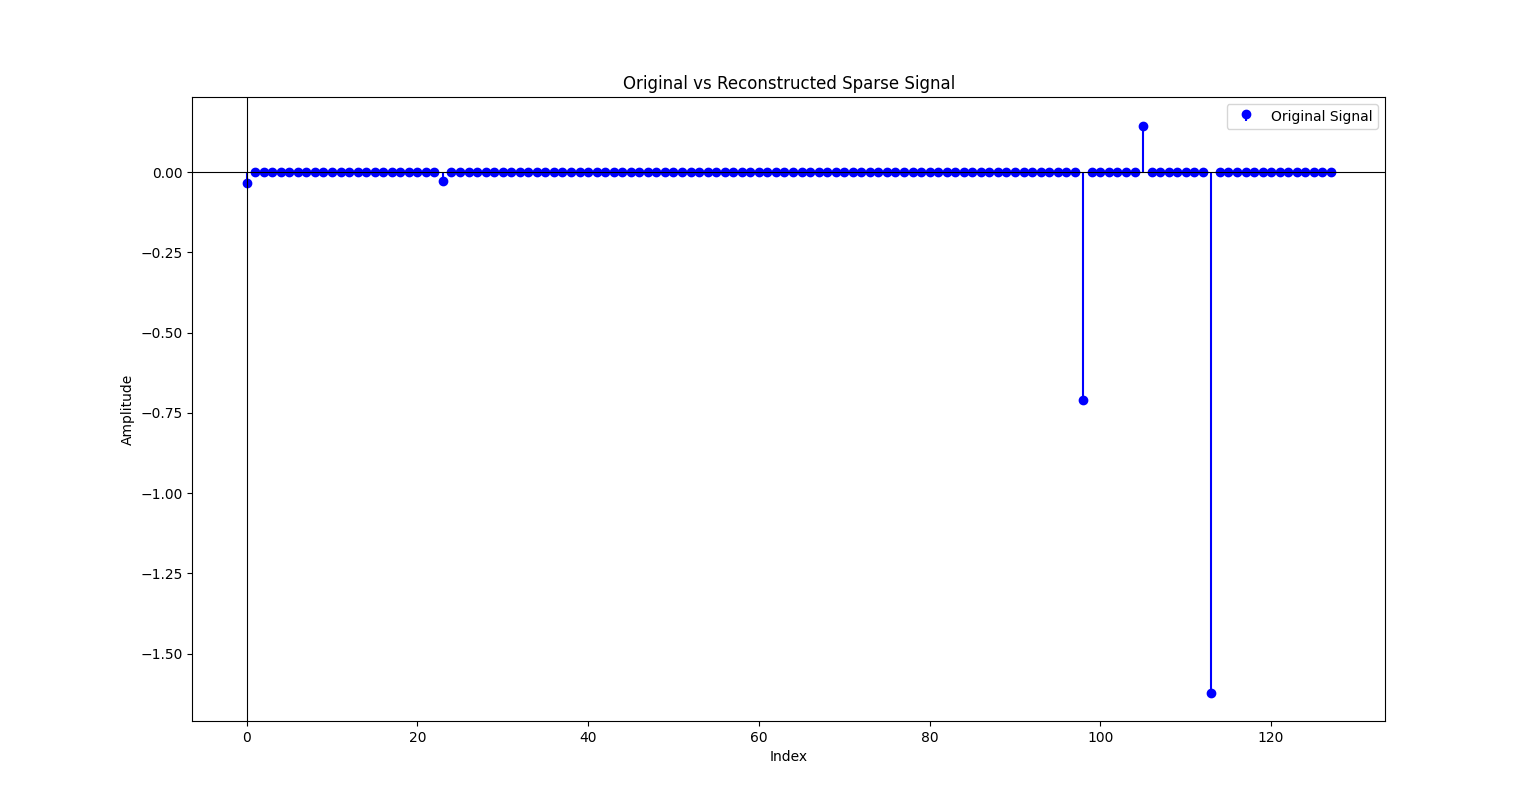 Original vs Reconstructed Sparse Signal
Original Signal
0.00
−0.25
−0.50
−0.75
−1.00
−1.25
−1.50
Amplitude
0 20 40 60 80 100 120
Index